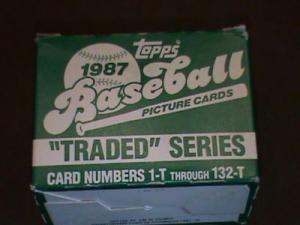 topps
1987
Baseball
PICTURE CARDS
"TRADED" SERIES
CARD NUMBERS 1-T THROUGH 132-T